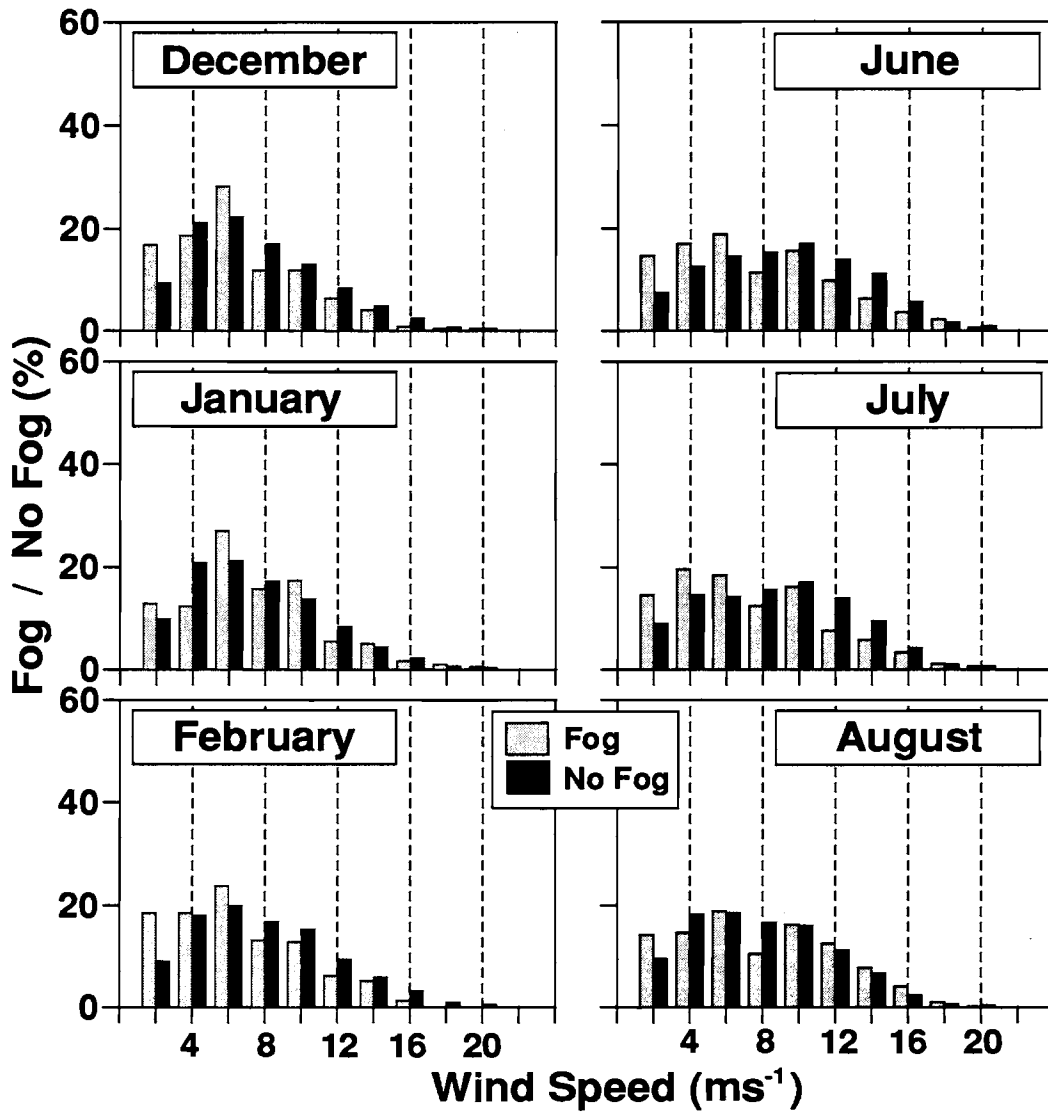 60
December
June
40
20
0
60
January
July
40
20
0
60
February
August
Fog
No Fog
40
20
0
4 8 12 16 20
4 8 12 16 20
Fog / No Fog (%)
Wind Speed (ms⁻¹)